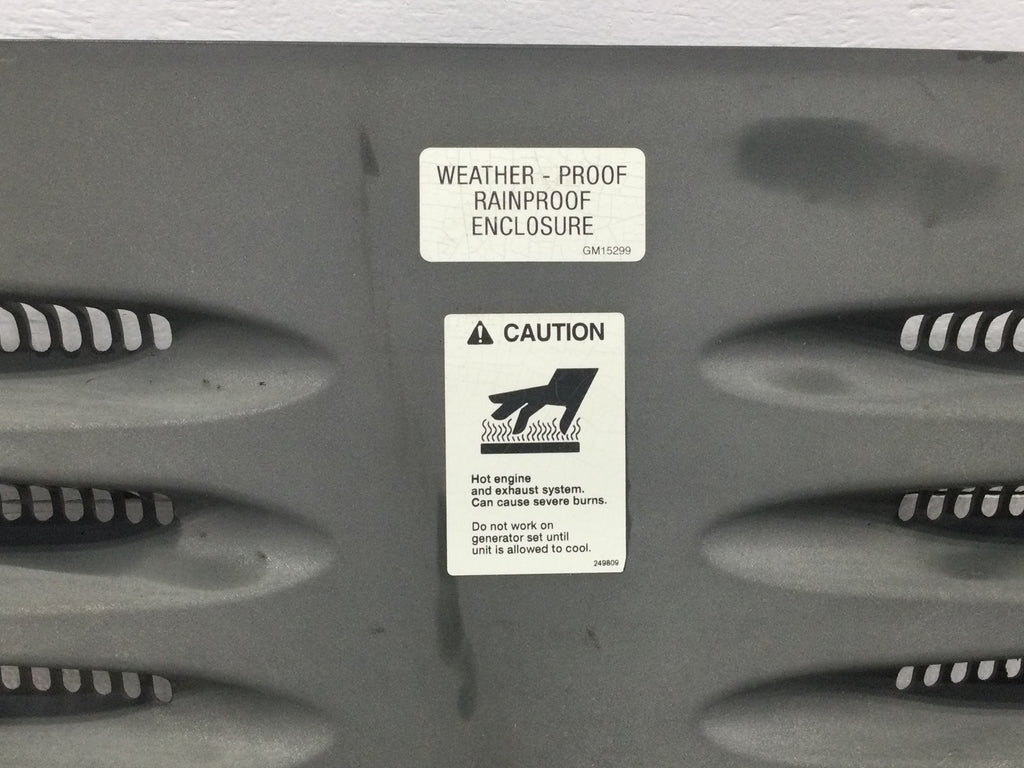 WEATHER - PROOF
RAINPROOF
ENCLOSURE
GM15299
CAUTION
Hot engine
and exhaust system.
Can cause severe burns.
Do not work on
generator set until
unit is allowed to cool.
249809